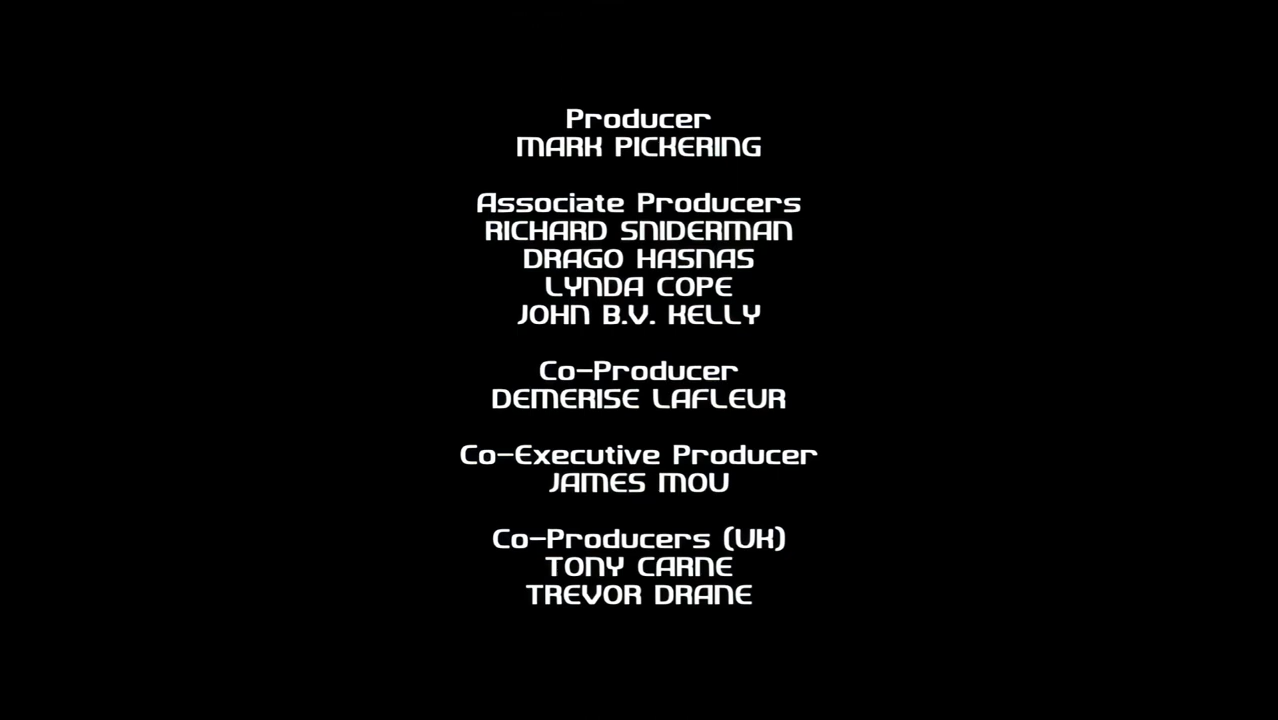 Producer
MARK PICKERING
Associate Producers
RICHARD SNIDERMAN
DRAGO HASNAS
LYNDA COPE
JOHN B.V. KELLY
Co-Producer
DEMERISE LAFLEUR
Co-Executive Producer
JAMES MOU
Co-Producers (UK)
TONY CARNE
TREVOR DRANE